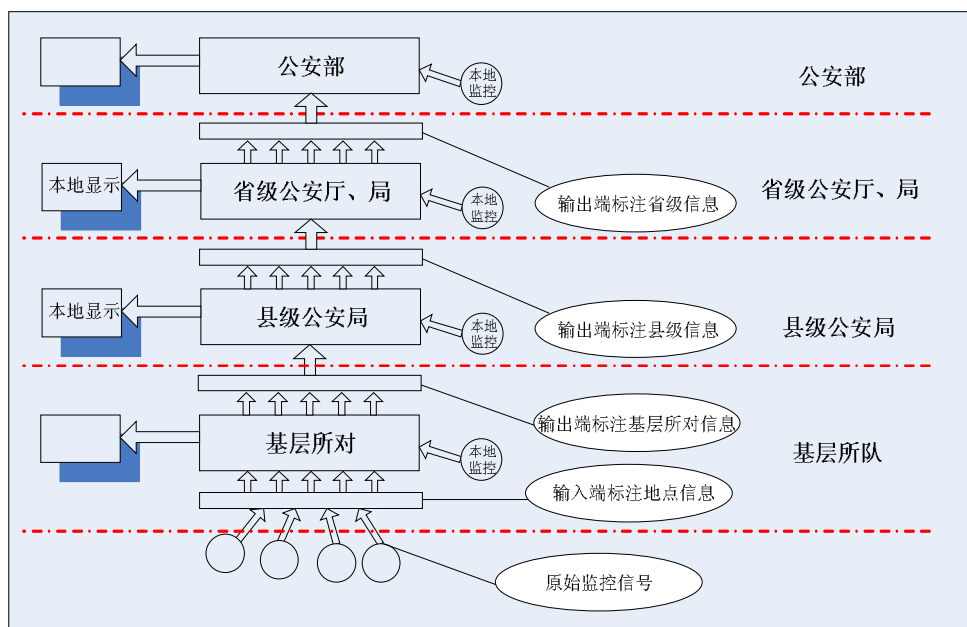 公安部
本地
监控
公安部
本地显示
省级公安厅、局
本地
监控
输出端标注省级信息
省级公安厅、局
本地显示
县级公安局
本地
监控
输出端标注县级信息
县级公安局
输出端标注基层所对信息
基层所对
本地
监控
基层所队
输入端标注地点信息
原始监控信号